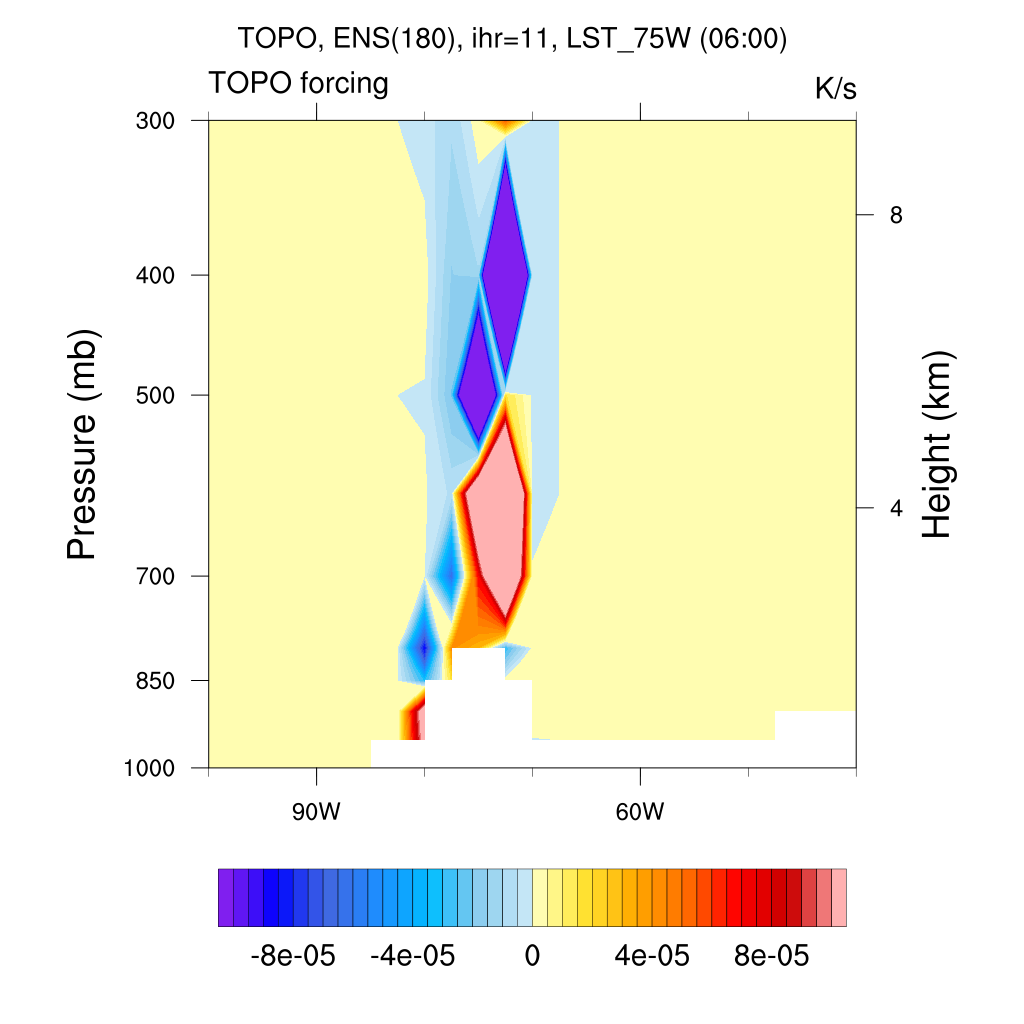 TOPO, ENS(180), ihr=11, LST_75W (06:00)
TOPO forcing
K/s
300
400
500
700
850
1000
Pressure (mb)
8
4
Height (km)
90W
60W
-8e-05
-4e-05
0
4e-05
8e-05